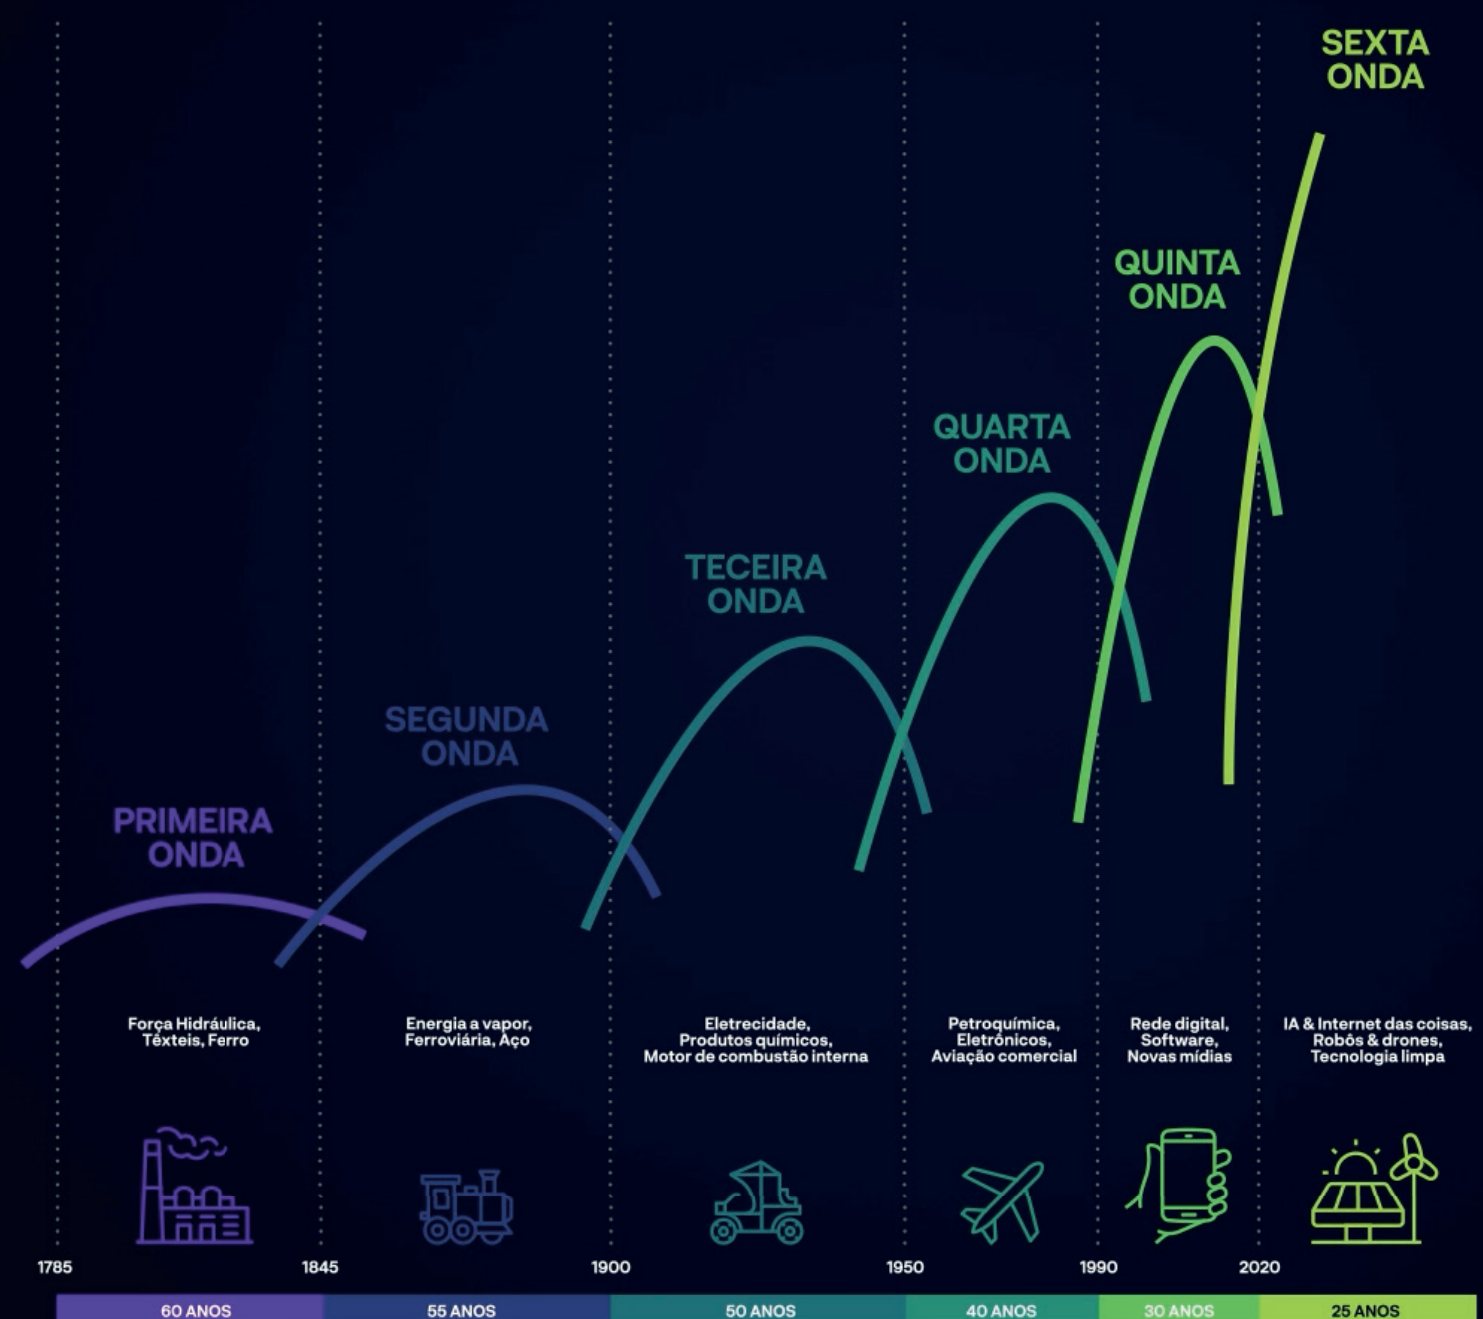 SEXTA
ONDA
QUINTA
ONDA
QUARTA
ONDA
TECEIRA
ONDA
SEGUNDA
ONDA
PRIMEIRA
ONDA
Força Hidráulica,
Têxteis, Ferro
Energia a vapor,
Ferroviária, Aço
Eletrecidade,
Produtos químicos,
Motor de combustão interna
Petroquímica,
Eletrônicos,
Aviação comercial
Rede digital,
Software,
Novas mídias
IA & Internet das coisas,
Robôs & drones,
Tecnologia limpa
1785
1845
1900
1950
1990
2020
60 ANOS
55 ANOS
50 ANOS
40 ANOS
30 ANOS
25 ANOS